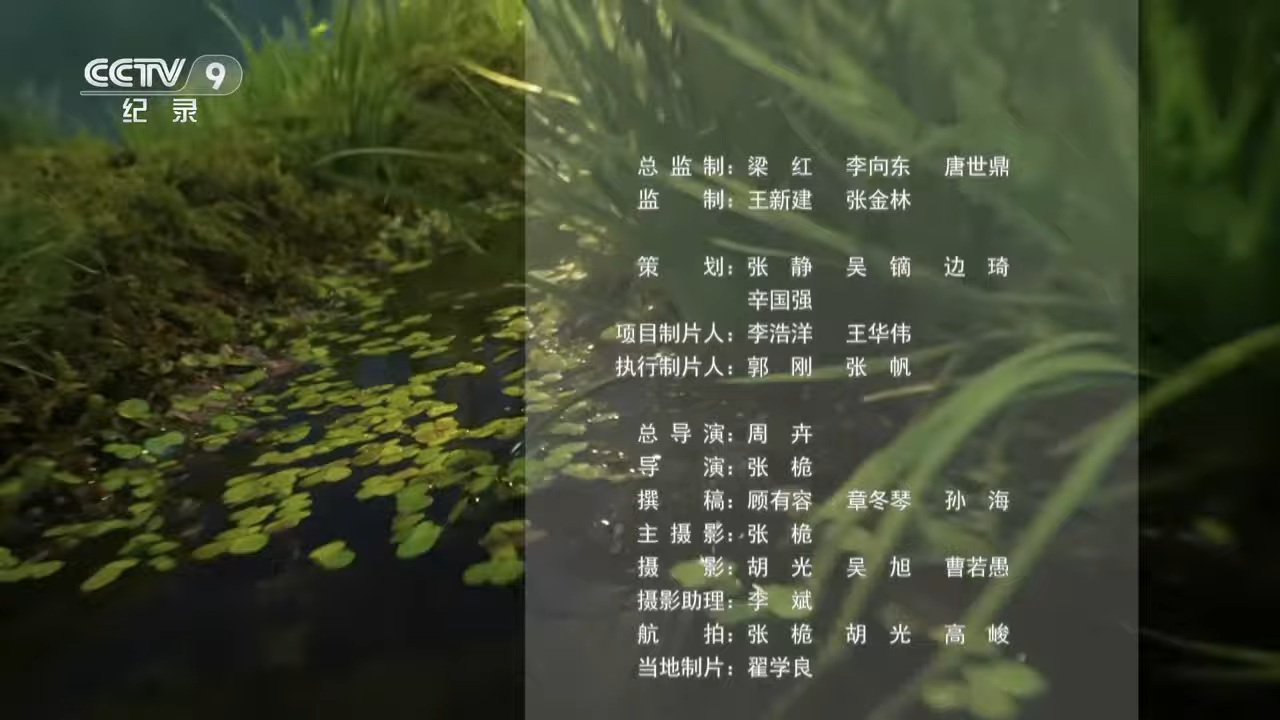 CCTV 9
纪录
总监制：梁红 李向东 唐世鼎
监制：王新建 张金林
策划：张静 吴镝 边琦
辛国强
项目制片人：李浩洋 王华伟
执行制片人：郭刚 张帆
总导演：周卉
导演：张桅
撰稿：顾有容 章冬琴 孙海
主摄影：张桅
摄影：胡光 吴旭 曹若愚
摄影助理：李斌
航拍：张桅 胡光 高峻
当地制片：翟学良